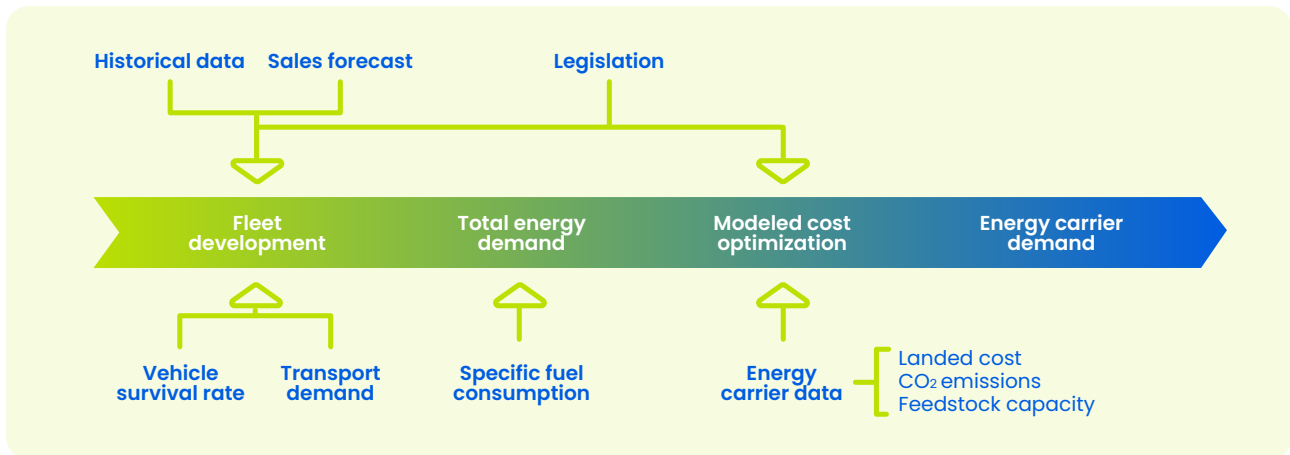 Historical data
Sales forecast
Legislation
Fleet
development
Total energy
demand
Modeled cost
optimization
Energy carrier
demand
Vehicle
survival rate
Transport
demand
Specific fuel
consumption
Energy
carrier data
Landed cost
CO₂ emissions
Feedstock capacity